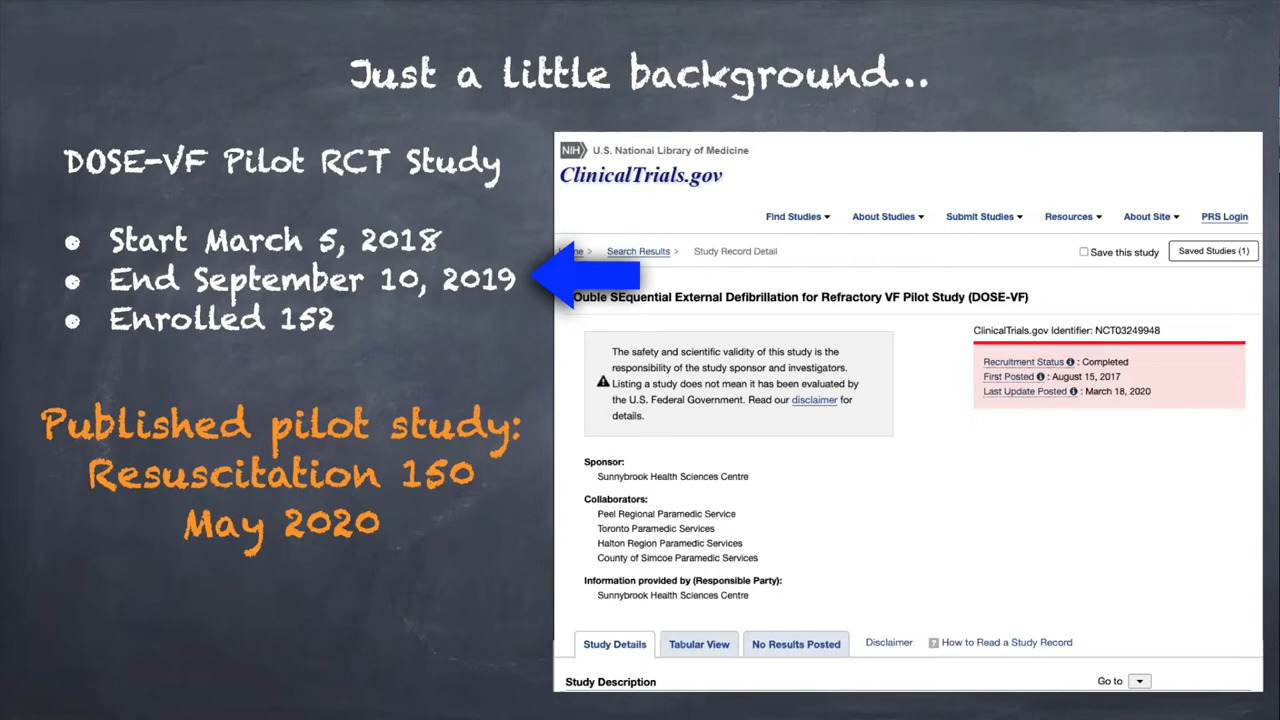 Just a little background...
DOSE-VF Pilot RCT Study
• Start March 5, 2018
• End September 10, 2019
• Enrolled 152
Published pilot study:
Resuscitation 150
May 2020
NIH U.S. National Library of Medicine
ClinicalTrials.gov
Find Studies ▼ About Studies ▼ Submit Studies ▼ Resources ▼ About Site ▼ PRS Login
> Search Results > Study Record Detail
Save this study Saved Studies (1)
Ouble SEquential External Defibrillation for Refractory VF Pilot Study (DOSE-VF)
The safety and scientific validity of this study is the
responsibility of the study sponsor and investigators.
Listing a study does not mean it has been evaluated by
the U.S. Federal Government. Read our disclaimer for
details.
ClinicalTrials.gov Identifier: NCT03249948
Recruitment Status : Completed
First Posted : August 15, 2017
Last Update Posted : March 18, 2020
Sponsor:
Sunnybrook Health Sciences Centre
Collaborators:
Peel Regional Paramedic Service
Toronto Paramedic Services
Halton Region Paramedic Services
County of Simcoe Paramedic Services
Information provided by (Responsible Party):
Sunnybrook Health Sciences Centre
Study Details Tabular View No Results Posted Disclaimer ? How to Read a Study Record
Study Description
Go to ▼